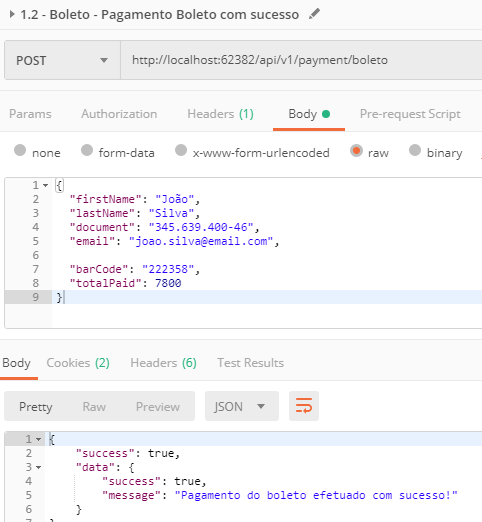 1.2 - Boleto - Pagamento Boleto com sucesso
POST http://localhost:62382/api/v1/payment/boleto
Params Authorization Headers (1) Body Pre-request Script
none form-data x-www-form-urlencoded raw binary
1 {
2 "firstName": "João",
3 "lastName": "Silva",
4 "document": "345.639.400-46",
5 "email": "joao.silva@email.com",
6
7 "barCode": "222358",
8 "totalPaid": 7800
9 }
Body Cookies (2) Headers (6) Test Results
Pretty Raw Preview JSON
1 {
2 "success": true,
3 "data": {
4 "success": true,
5 "message": "Pagamento do boleto efetuado com sucesso!"
6 }